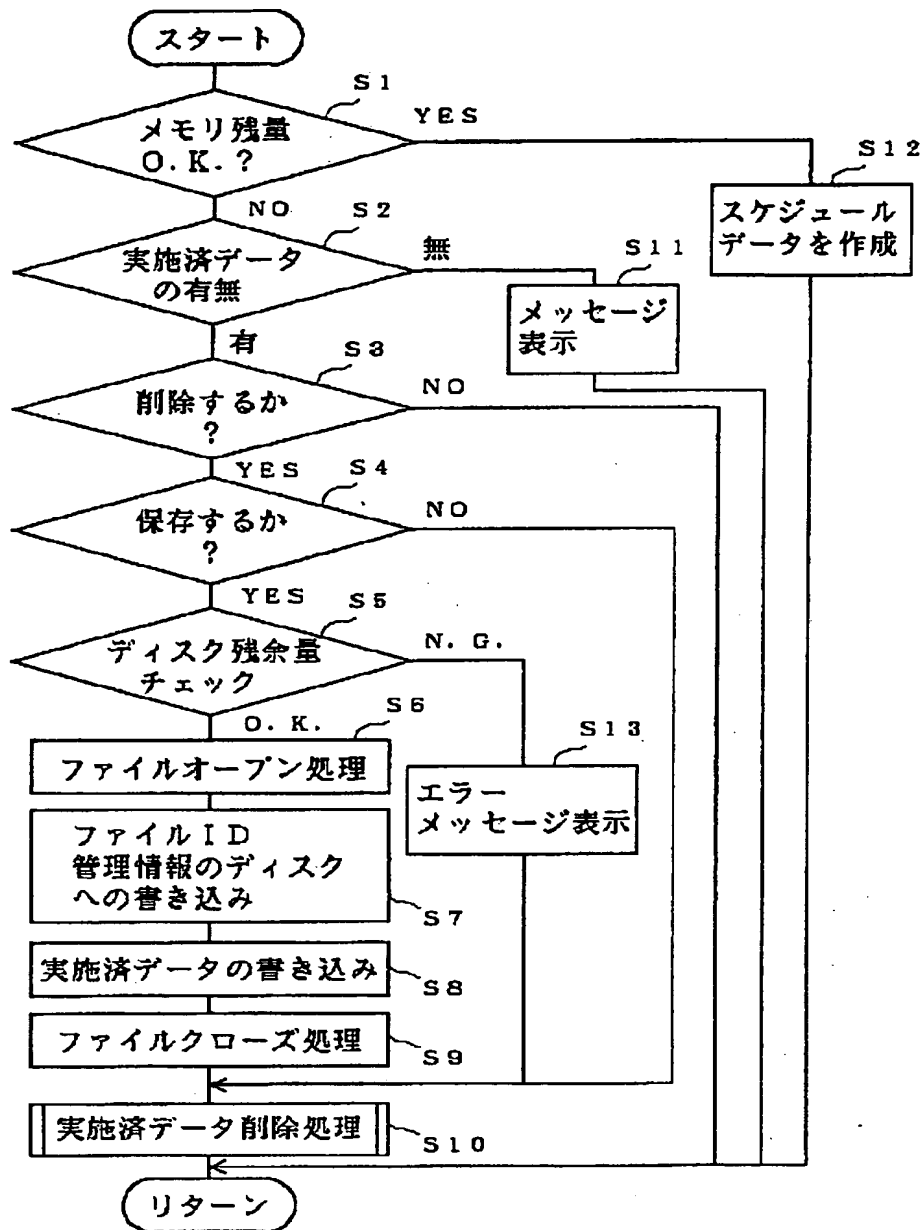 スタート
S1
メモリ残量
O.K.?
YES
S12
スケジュール
データを作成
NO
S2
実施済データ
の有無
無
S11
メッセージ
表示
有
S3
削除するか
?
NO
YES
S4
保存するか
?
NO
YES
S5
ディスク残余量
チェック
N.G.
O.K.
S6
S13
ファイルオープン処理
エラー
メッセージ表示
ファイルID
管理情報のディスク
への書き込み
S7
実施済データの書き込み
S8
ファイルクローズ処理
S9
実施済データ削除処理
S10
リターン